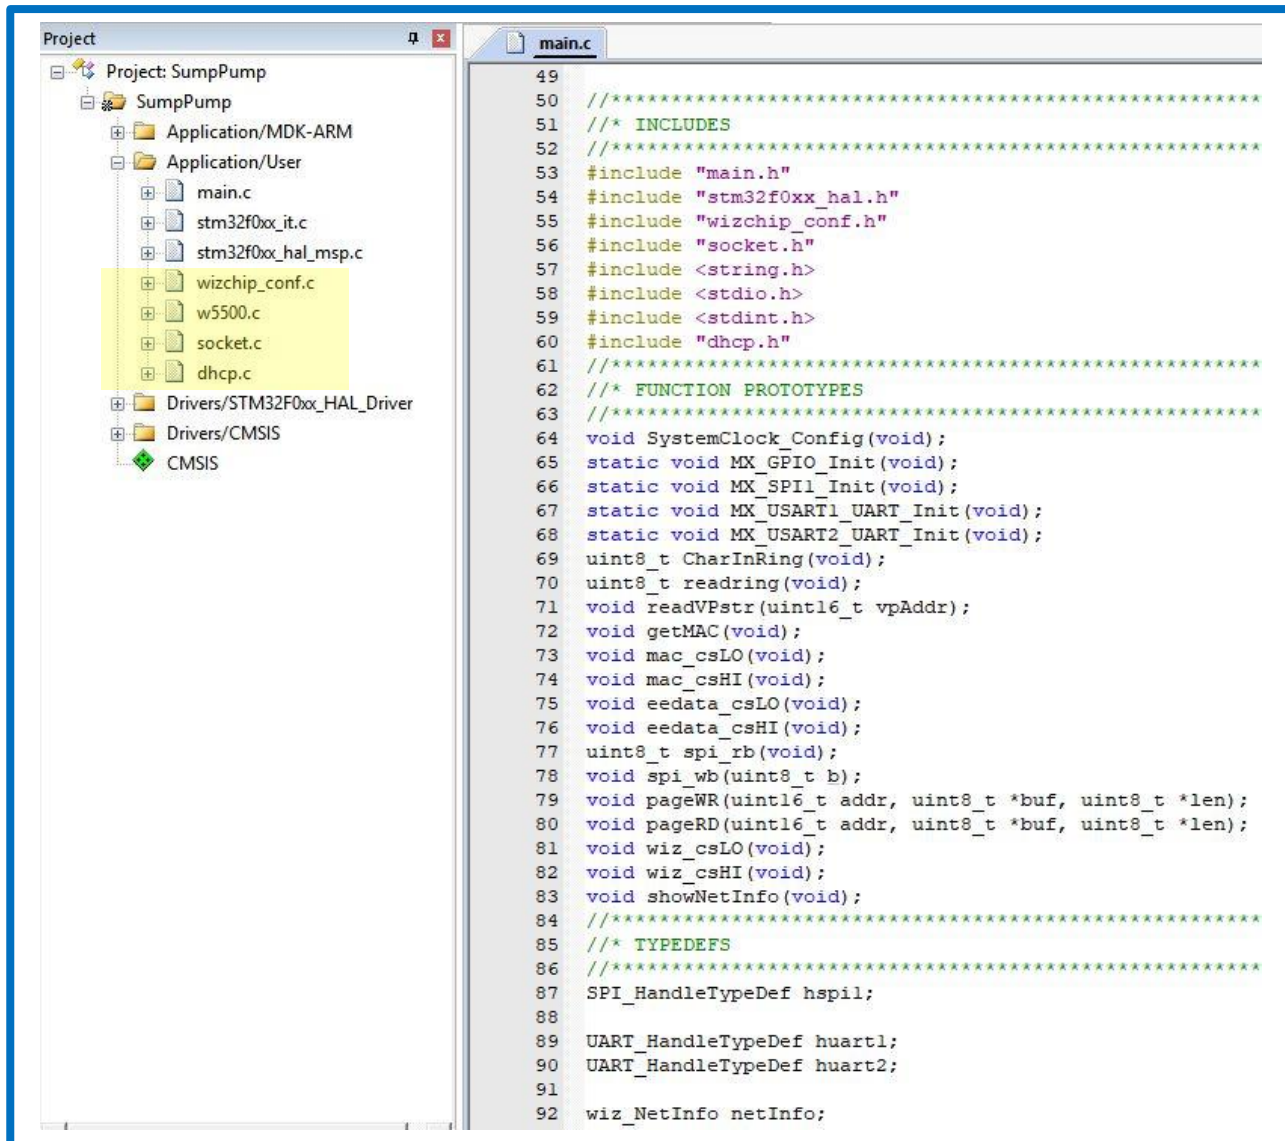 Project
Project: SumpPump
SumpPump
Application/MDK-ARM
Application/User
main.c
stm32f0xx_it.c
stm32f0xx_hal_msp.c
wizchip_conf.c
w5500.c
socket.c
dhcp.c
Drivers/STM32F0xx_HAL_Driver
Drivers/CMSIS
CMSIS
main.c
49
50 //******************************************************
51 //* INCLUDES
52 //******************************************************
53 #include "main.h"
54 #include "stm32f0xx_hal.h"
55 #include "wizchip_conf.h"
56 #include "socket.h"
57 #include <string.h>
58 #include <stdio.h>
59 #include <stdint.h>
60 #include "dhcp.h"
61 //******************************************************
62 //* FUNCTION PROTOTYPES
63 //******************************************************
64 void SystemClock_Config(void);
65 static void MX_GPIO_Init(void);
66 static void MX_SPI1_Init(void);
67 static void MX_USART1_UART_Init(void);
68 static void MX_USART2_UART_Init(void);
69 uint8_t CharInRing(void);
70 uint8_t readring(void);
71 void readVPstr(uint16_t vpAddr);
72 void getMAC(void);
73 void mac_csLO(void);
74 void mac_csHI(void);
75 void eedata_csLO(void);
76 void eedata_csHI(void);
77 uint8_t spi_rb(void);
78 void spi_wb(uint8_t b);
79 void pageWR(uint16_t addr, uint8_t *buf, uint8_t *len);
80 void pageRD(uint16_t addr, uint8_t *buf, uint8_t *len);
81 void wiz_csLO(void);
82 void wiz_csHI(void);
83 void showNetInfo(void);
84 //******************************************************
85 //* TYPEDEFS
86 //******************************************************
87 SPI_HandleTypeDef hspi1;
88
89 UART_HandleTypeDef huart1;
90 UART_HandleTypeDef huart2;
91
92 wiz_NetInfo netInfo;